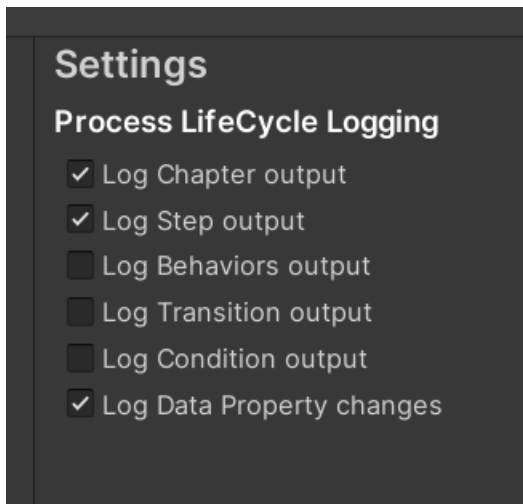 Settings
Process LifeCycle Logging
Log Chapter output
Log Step output
Log Behaviors output
Log Transition output
Log Condition output
Log Data Property changes